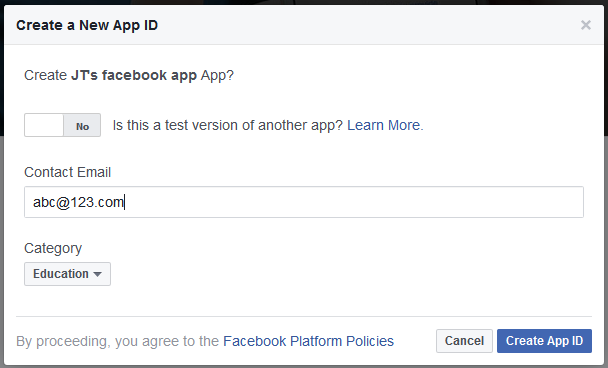 Create a New App ID ×
Create JT's facebook app App?
No Is this a test version of another app? Learn More.
Contact Email
abc@123.com
Category
Education
By proceeding, you agree to the Facebook Platform Policies Cancel Create App ID